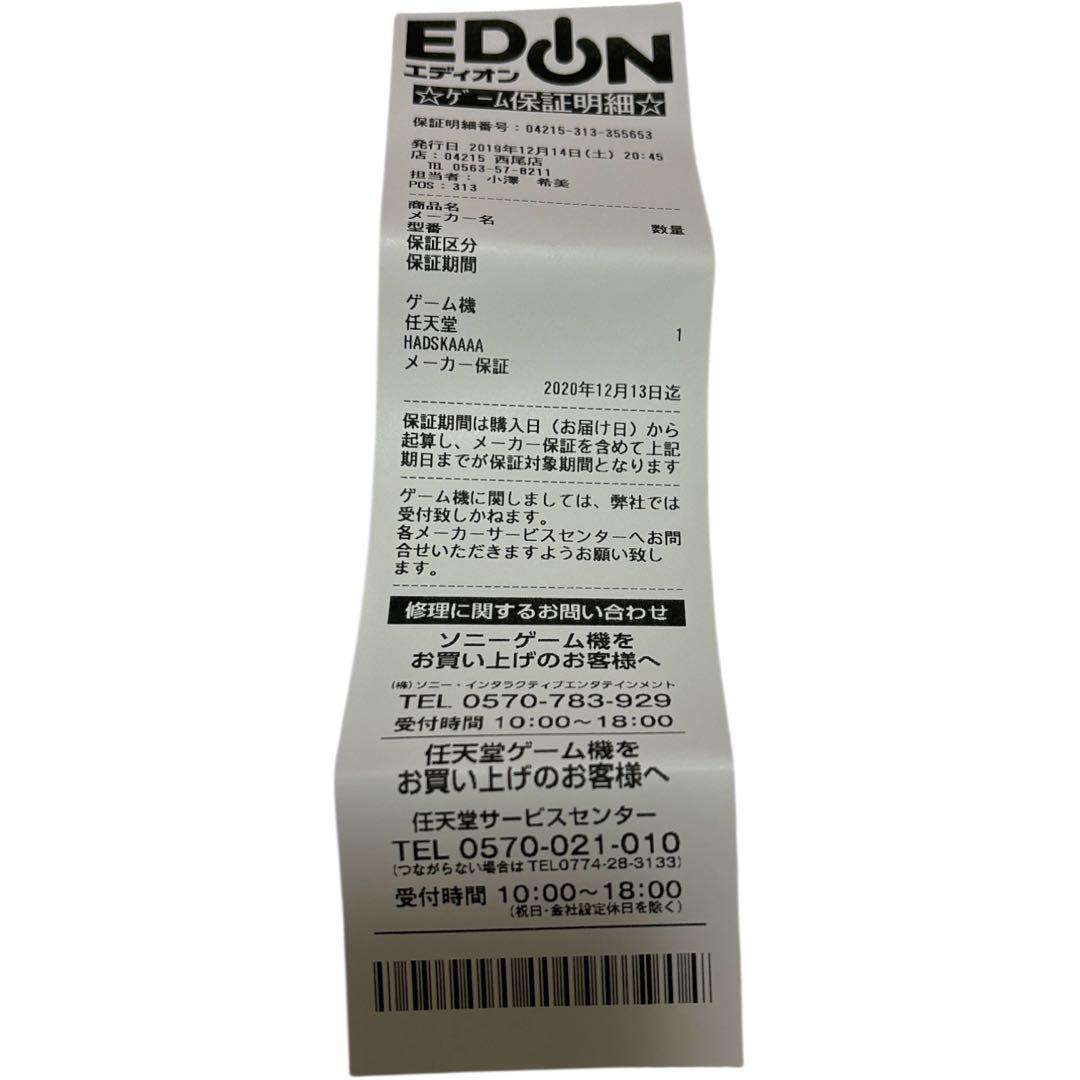 EDION
エディオン
☆ゲーム保証明細☆
保証明細番号：04215-313-355653
発行日 2019年12月14日(土) 20:45
店：04215 西尾店
TEL 0563-57-8211
担当者： 小澤 希美
POS：313
商品名
メーカー名
型番 数量
保証区分
保証期間
ゲーム機
任天堂 1
HADSKAAAA
メーカー保証
2020年12月13日迄
保証期間は購入日（お届け日）から
起算し、メーカー保証を含めて上記
期日までが保証対象期間となります
ゲーム機に関しましては、弊社では
受付致しかねます。
各メーカーサービスセンターへお問
合せいただきますようお願い致し
ます。
修理に関するお問い合わせ
ソニーゲーム機を
お買い上げのお客様へ
(株)ソニー・インタラクティブエンタテインメント
TEL 0570-783-929
受付時間 10:00～18:00
任天堂ゲーム機を
お買い上げのお客様へ
任天堂サービスセンター
TEL 0570-021-010
(つながらない場合は TEL0774-28-3133)
受付時間 10:00～18:00
(祝日・会社設定休日を除く)